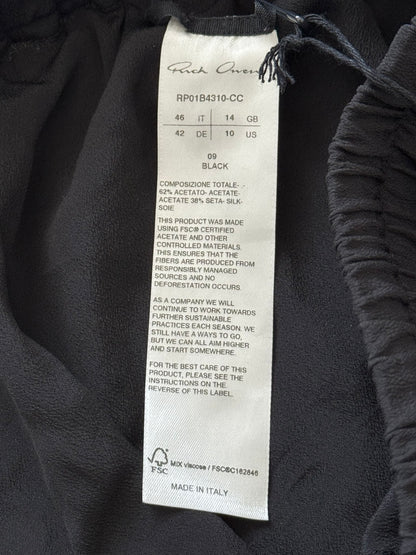 Rick Owens
RP01B4310-CC
46 IT 14 GB
42 DE 10 US
09
BLACK
COMPOSIZIONE TOTALE- .-
62% ACETATO- ACETATE-
ACETATE 38% SETA- SILK-
SOIE
THIS PRODUCT WAS MADE
USING FSC® CERTIFIED
ACETATE AND OTHER
CONTROLLED MATERIALS.
THIS ENSURES THAT THE
FIBERS ARE PRODUCED FROM
RESPONSIBLY MANAGED
SOURCES AND NO
DEFORESTATION OCCURS.
AS A COMPANY WE WILL
CONTINUE TO WORK TOWARDS
FURTHER SUSTAINABLE
PRACTICES EACH SEASON. WE
STILL HAVE A WAYS TO GO,
BUT WE CAN ALL AIM HIGHER
AND START SOMEWHERE.
FOR THE BEST CARE OF THIS
PRODUCT, PLEASE SEE THE
INSTRUCTIONS ON THE
REVERSE OF THIS LABEL.
FSC MIX viscose / FSC®C162846
MADE IN ITALY